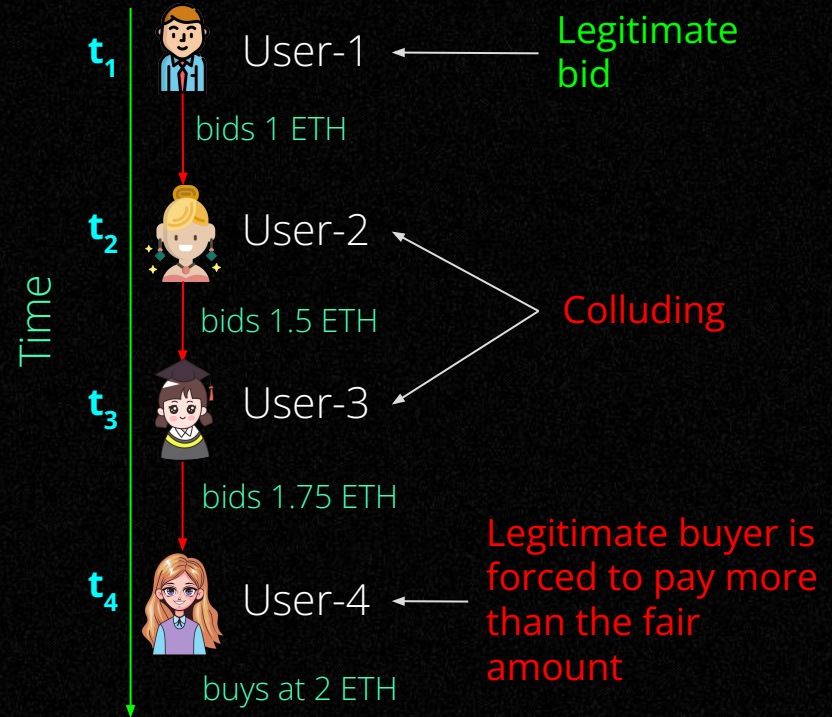 t1
User-1
Legitimate
bid
bids 1 ETH
t2
User-2
Time
bids 1.5 ETH
Colluding
t3
User-3
bids 1.75 ETH
t4
User-4
Legitimate buyer is
forced to pay more
than the fair
amount
buys at 2 ETH